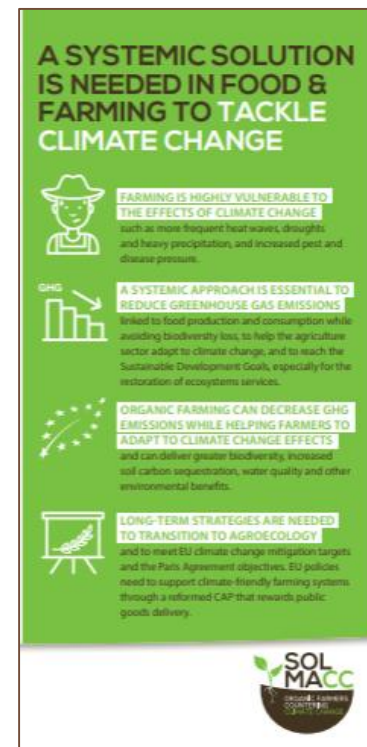 A SYSTEMIC SOLUTION
IS NEEDED IN FOOD &
FARMING TO TACKLE
CLIMATE CHANGE
FARMING IS HIGHLY VULNERABLE TO
THE EFFECTS OF CLIMATE CHANGE
such as more frequent heat waves, droughts
and heavy precipitation, and increased pest and
disease pressure.
GHG
A SYSTEMIC APPROACH IS ESSENTIAL TO
REDUCE GREENHOUSE GAS EMISSIONS
linked to food production and consumption while
avoiding biodiversity loss, to help the agriculture
sector adapt to climate change, and to reach the
Sustainable Development Goals, especially for the
restoration of ecosystems services.
ORGANIC FARMING CAN DECREASE GHG
EMISSIONS WHILE HELPING FARMERS TO
ADAPT TO CLIMATE CHANGE EFFECTS
and can deliver greater biodiversity, increased
soil carbon sequestration, water quality and other
environmental benefits.
LONG-TERM STRATEGIES ARE NEEDED
TO TRANSITION TO AGROECOLOGY
and to meet EU climate change mitigation targets
and the Paris Agreement objectives. EU policies
need to support climate-friendly farming systems
through a reformed CAP that rewards public
goods delivery.
SOL
MACC
ORGANIC FARMERS
COUNTERING
CLIMATE CHANGE